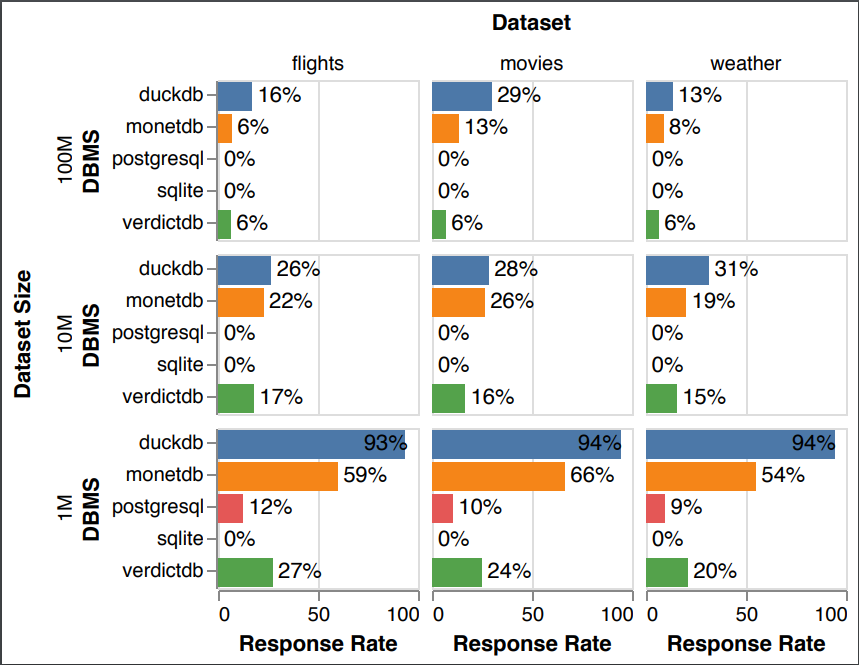 Dataset
flights movies weather
Dataset Size
100M
DBMS
duckdb 16% 29% 13%
monetdb 6% 13% 8%
postgresql 0% 0% 0%
sqlite 0% 0% 0%
verdictdb 6% 6% 6%
10M
DBMS
duckdb 26% 28% 31%
monetdb 22% 26% 19%
postgresql 0% 0% 0%
sqlite 0% 0% 0%
verdictdb 17% 16% 15%
1M
DBMS
duckdb 93% 94% 94%
monetdb 59% 66% 54%
postgresql 12% 10% 9%
sqlite 0% 0% 0%
verdictdb 27% 24% 20%
0 50 100 0 50 100 0 50 100
Response Rate Response Rate Response Rate